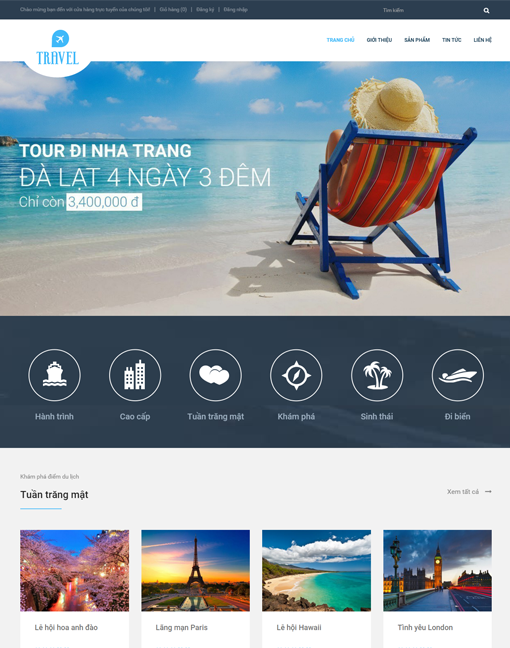 Chào mừng bạn đến với cửa hàng trực tuyến của chúng tôi! | Giỏ hàng (0) | Đăng ký | Đăng nhập
Tìm kiếm
TRAVEL
TRANG CHỦ GIỚI THIỆU SẢN PHẨM TIN TỨC LIÊN HỆ
TOUR ĐI NHA TRANG
ĐÀ LẠT 4 NGÀY 3 ĐÊM
Chỉ còn 3,400,000 đ
Hành trình Cao cấp Tuần trăng mật Khám phá Sinh thái Đi biển
Khám phá điểm du lịch
Tuần trăng mật
Xem tất cả
Lê hội hoa anh đào Lãng mạn Paris Lê hội Hawaii Tình yêu London